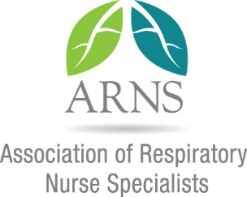 ARNS
Association of Respiratory
Nurse Specialists